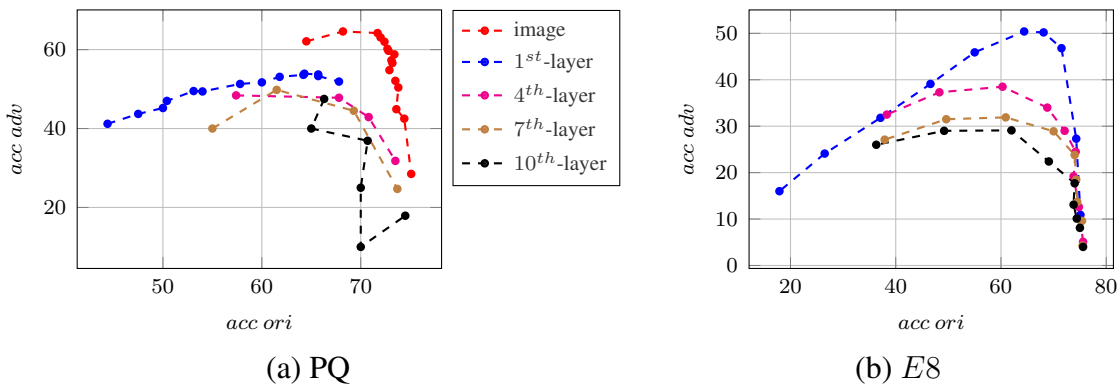 60
40
20
50
60
70
acc adv
acc ori
image
1st-layer
4th-layer
7th-layer
10th-layer
50
40
30
20
10
0
20
40
60
80
acc adv
acc ori
(a) PQ
(b) E8